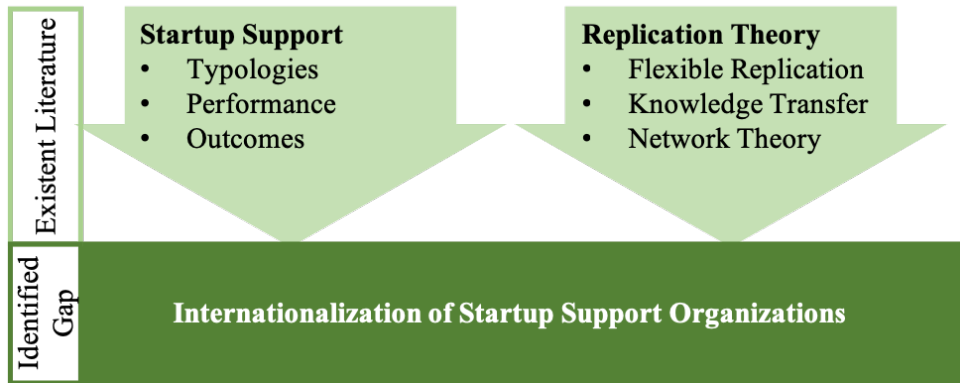 Existent Literature
Startup Support
• Typologies
• Performance
• Outcomes
Replication Theory
• Flexible Replication
• Knowledge Transfer
• Network Theory
Identified
Gap
Internationalization of Startup Support Organizations